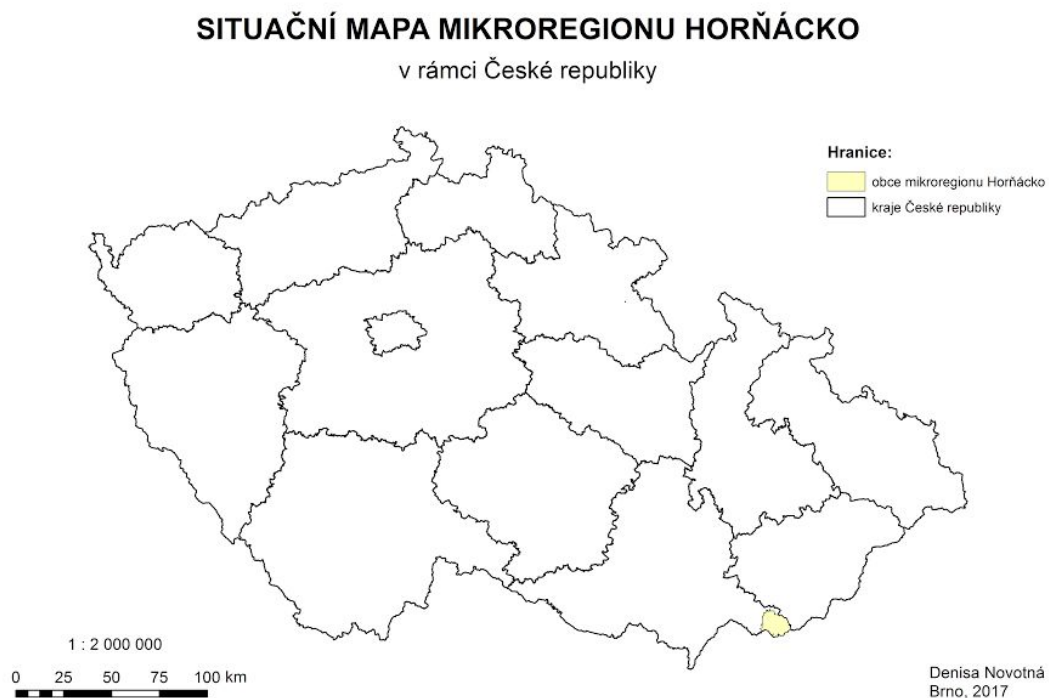 SITUAČNÍ MAPA MIKROREGIONU HORŇÁCKO
v rámci České republiky
Hranice:
obce mikroregionu Horňácko
kraje České republiky
1 : 2 000 000
0 25 50 75 100 km
Denisa Novotná
Brno, 2017